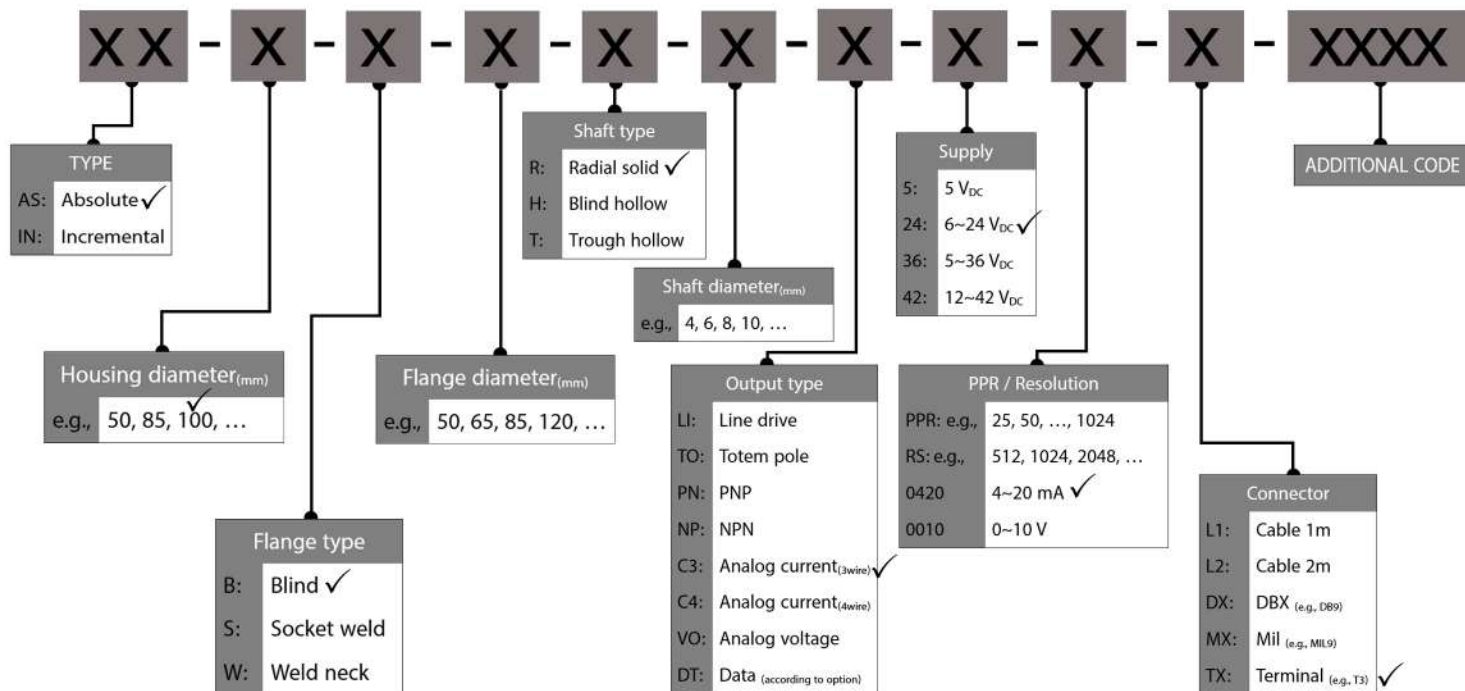 XX - X - X - X - X - X - X - X - X - X - XXXX
TYPE
AS: Absolute ✓
IN: Incremental
Housing diameter(mm)
e.g., 50, 85, 100, ... ✓
Flange type
B: Blind ✓
S: Socket weld
W: Weld neck
Flange diameter(mm)
e.g., 50, 65, 85, 120, ...
Shaft type
R: Radial solid ✓
H: Blind hollow
T: Trough hollow
Shaft diameter(mm)
e.g., 4, 6, 8, 10, ...
Output type
LI: Line drive
TO: Totem pole
PN: PNP
NP: NPN
C3: Analog current(3wire) ✓
C4: Analog current(4wire)
VO: Analog voltage
DT: Data (according to option)
Supply
5: 5 VDC
24: 6~24 VDC ✓
36: 5~36 VDC
42: 12~42 VDC
PPR / Resolution
PPR: e.g., 25, 50, ..., 1024
RS: e.g., 512, 1024, 2048, ...
0420 4~20 mA ✓
0010 0~10 V
Connector
L1: Cable 1m
L2: Cable 2m
DX: DBX (e.g., DB9)
MX: Mil (e.g., MIL9)
TX: Terminal (e.g., T3) ✓
ADDITIONAL CODE